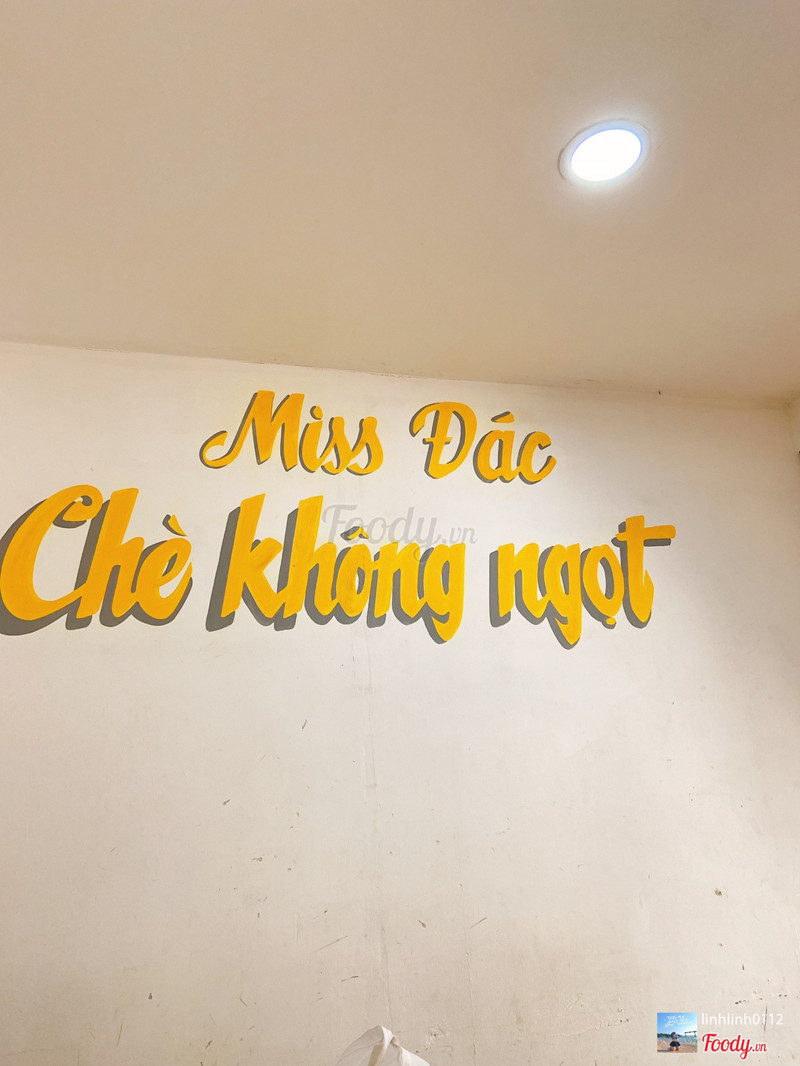 Miss Đác
Chè không ngọt
Foody.vn
linhlinh0112
Foody.vn